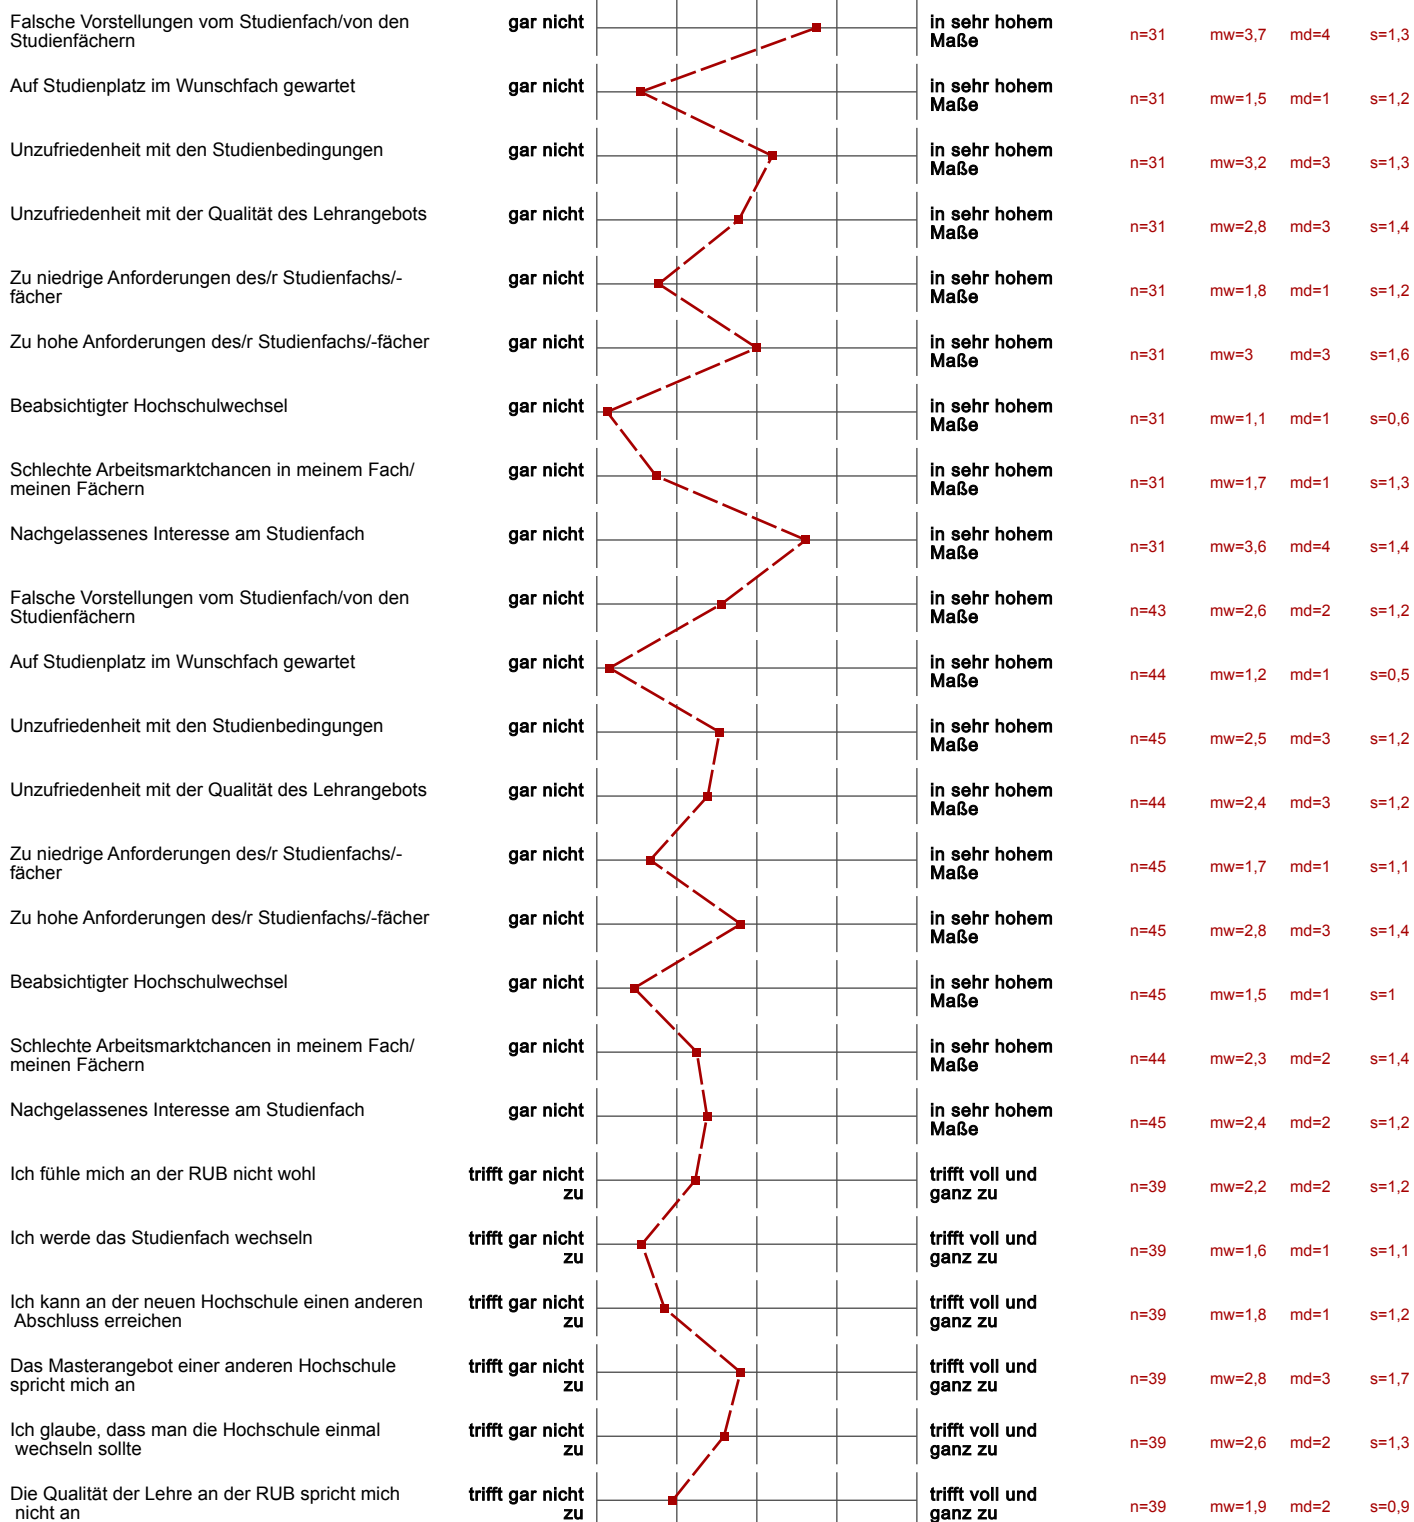 Falsche Vorstellungen vom Studienfach/von den
Studienfächern
gar nicht
in sehr hohem
Maße
n=31 mw=3,7 md=4 s=1,3
Auf Studienplatz im Wunschfach gewartet
gar nicht
in sehr hohem
Maße
n=31 mw=1,5 md=1 s=1,2
Unzufriedenheit mit den Studienbedingungen
gar nicht
in sehr hohem
Maße
n=31 mw=3,2 md=3 s=1,3
Unzufriedenheit mit der Qualität des Lehrangebots
gar nicht
in sehr hohem
Maße
n=31 mw=2,8 md=3 s=1,4
Zu niedrige Anforderungen des/r Studienfachs/-
fächer
gar nicht
in sehr hohem
Maße
n=31 mw=1,8 md=1 s=1,2
Zu hohe Anforderungen des/r Studienfachs/-fächer
gar nicht
in sehr hohem
Maße
n=31 mw=3 md=3 s=1,6
Beabsichtigter Hochschulwechsel
gar nicht
in sehr hohem
Maße
n=31 mw=1,1 md=1 s=0,6
Schlechte Arbeitsmarktchancen in meinem Fach/
meinen Fächern
gar nicht
in sehr hohem
Maße
n=31 mw=1,7 md=1 s=1,3
Nachgelassenes Interesse am Studienfach
gar nicht
in sehr hohem
Maße
n=31 mw=3,6 md=4 s=1,4
Falsche Vorstellungen vom Studienfach/von den
Studienfächern
gar nicht
in sehr hohem
Maße
n=43 mw=2,6 md=2 s=1,2
Auf Studienplatz im Wunschfach gewartet
gar nicht
in sehr hohem
Maße
n=44 mw=1,2 md=1 s=0,5
Unzufriedenheit mit den Studienbedingungen
gar nicht
in sehr hohem
Maße
n=45 mw=2,5 md=3 s=1,2
Unzufriedenheit mit der Qualität des Lehrangebots
gar nicht
in sehr hohem
Maße
n=44 mw=2,4 md=3 s=1,2
Zu niedrige Anforderungen des/r Studienfachs/-
fächer
gar nicht
in sehr hohem
Maße
n=45 mw=1,7 md=1 s=1,1
Zu hohe Anforderungen des/r Studienfachs/-fächer
gar nicht
in sehr hohem
Maße
n=45 mw=2,8 md=3 s=1,4
Beabsichtigter Hochschulwechsel
gar nicht
in sehr hohem
Maße
n=45 mw=1,5 md=1 s=1
Schlechte Arbeitsmarktchancen in meinem Fach/
meinen Fächern
gar nicht
in sehr hohem
Maße
n=44 mw=2,3 md=2 s=1,4
Nachgelassenes Interesse am Studienfach
gar nicht
in sehr hohem
Maße
n=45 mw=2,4 md=2 s=1,2
Ich fühle mich an der RUB nicht wohl
trifft gar nicht
zu
trifft voll und
ganz zu
n=39 mw=2,2 md=2 s=1,2
Ich werde das Studienfach wechseln
trifft gar nicht
zu
trifft voll und
ganz zu
n=39 mw=1,6 md=1 s=1,1
Ich kann an der neuen Hochschule einen anderen
Abschluss erreichen
trifft gar nicht
zu
trifft voll und
ganz zu
n=39 mw=1,8 md=1 s=1,2
Das Masterangebot einer anderen Hochschule
spricht mich an
trifft gar nicht
zu
trifft voll und
ganz zu
n=39 mw=2,8 md=3 s=1,7
Ich glaube, dass man die Hochschule einmal
wechseln sollte
trifft gar nicht
zu
trifft voll und
ganz zu
n=39 mw=2,6 md=2 s=1,3
Die Qualität der Lehre an der RUB spricht mich
nicht an
trifft gar nicht
zu
trifft voll und
ganz zu
n=39 mw=1,9 md=2 s=0,9